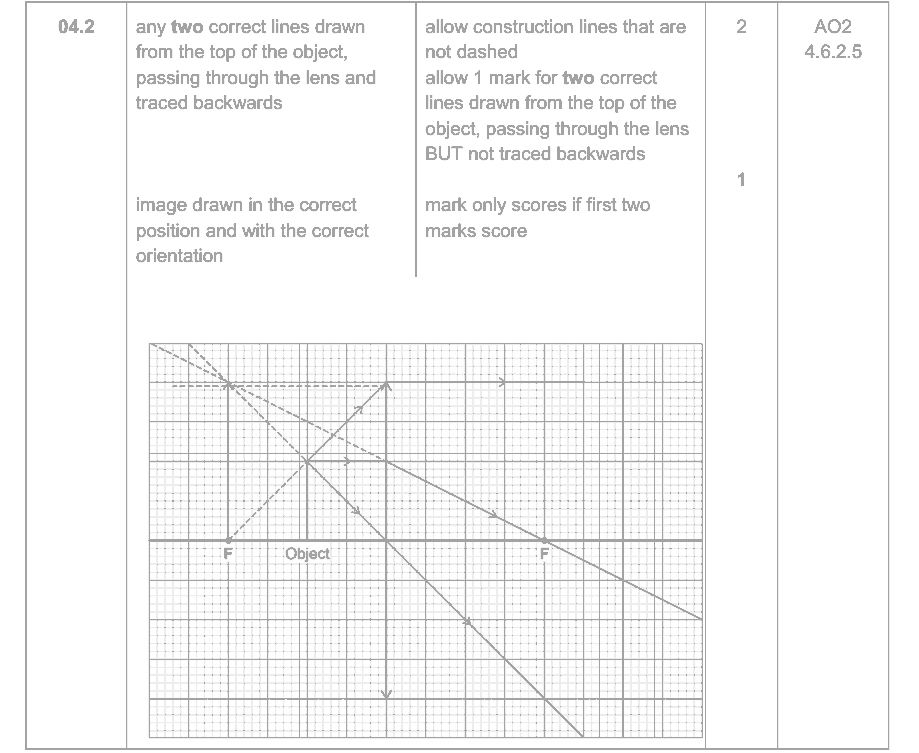 04.2
any two correct lines drawn
from the top of the object,
passing through the lens and
traced backwards
allow construction lines that are
not dashed
allow 1 mark for two correct
lines drawn from the top of the
object, passing through the lens
BUT not traced backwards
2
AO2
4.6.2.5
image drawn in the correct
position and with the correct
orientation
mark only scores if first two
marks score
1
F
Object
F